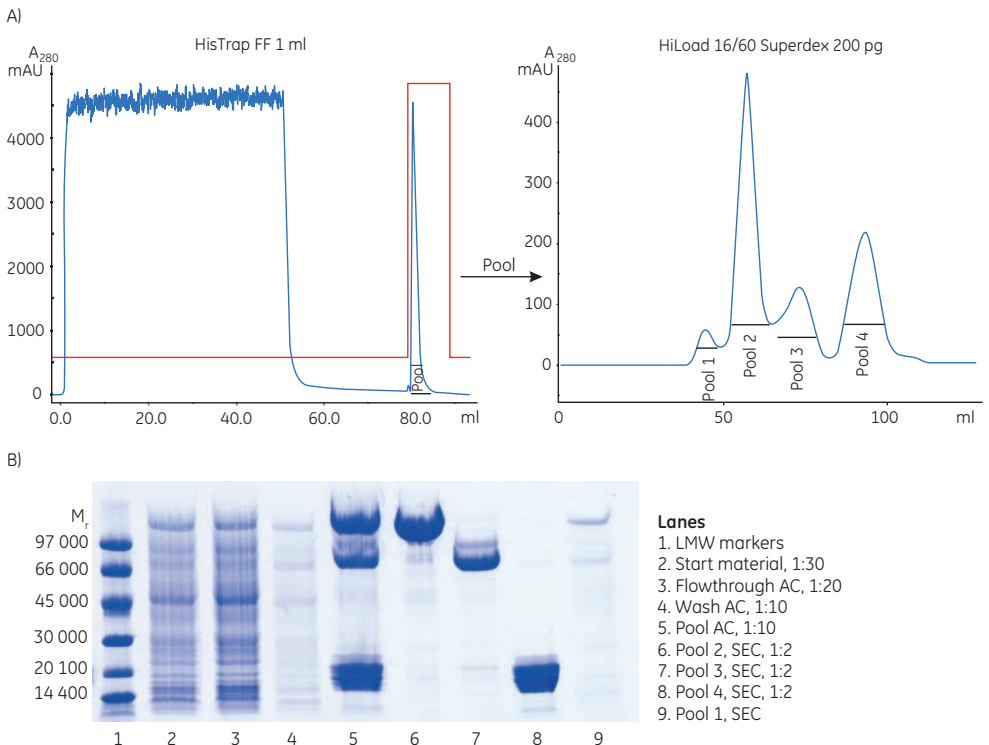 A)
HisTrap FF 1 ml
A280
mAU
4000
3000
2000
1000
0
0.0
20.0
40.0
60.0
80.0
ml
Pool
Pool
HiLoad 16/60 Superdex 200 pg
A280
mAU
400
300
200
100
0
0
50
100
ml
Pool 1
Pool 2
Pool 3
Pool 4
B)
Mr
97 000
66 000
45 000
30 000
20 100
14 400
1 2 3 4 5 6 7 8 9
Lanes
1. LMW markers
2. Start material, 1:30
3. Flowthrough AC, 1:20
4. Wash AC, 1:10
5. Pool AC, 1:10
6. Pool 2, SEC, 1:2
7. Pool 3, SEC, 1:2
8. Pool 4, SEC, 1:2
9. Pool 1, SEC